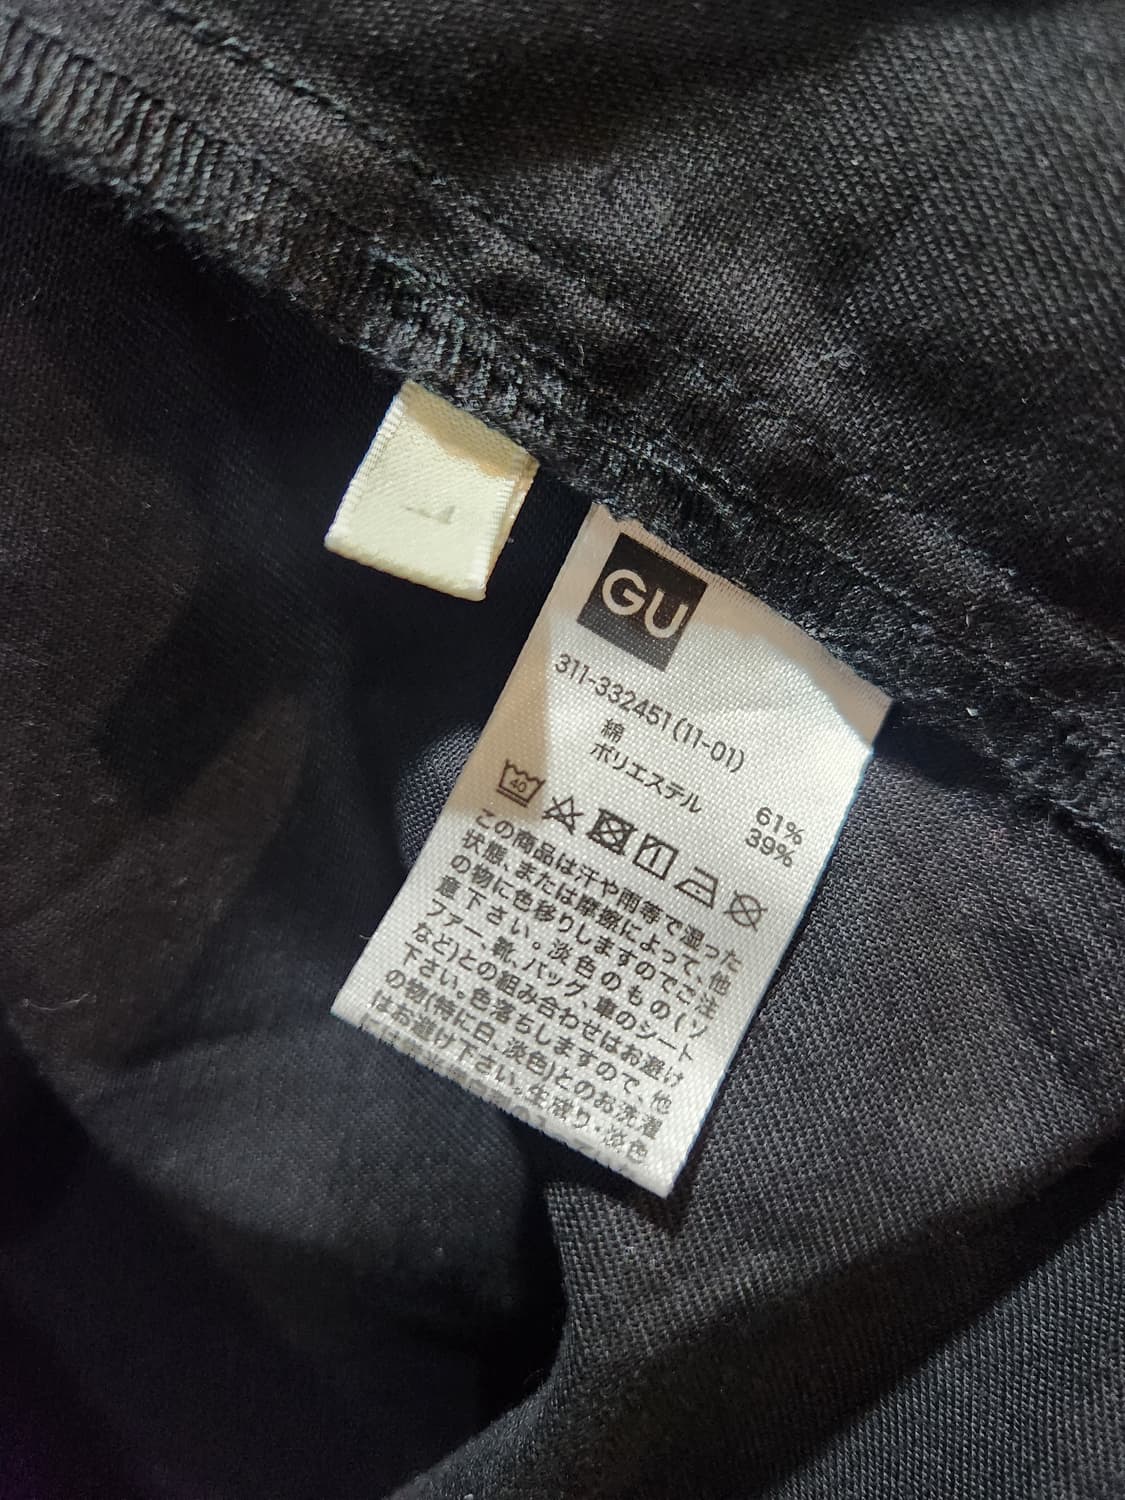 GU
311-332451(11-01)
綿 61%
ポリエステル 39%
40
この商品は汗や雨等で湿った
状態、または摩擦によって、他
の物に色移りしますのでご注
意下さい。淡色のもの(ソ
ファー、靴、バッグ、車のシート
など)との組み合わせはお避け
下さい。色落ちしますので、他
の物(特に白、淡色)とのお洗濯
はお避け下さい。生成り・淡色